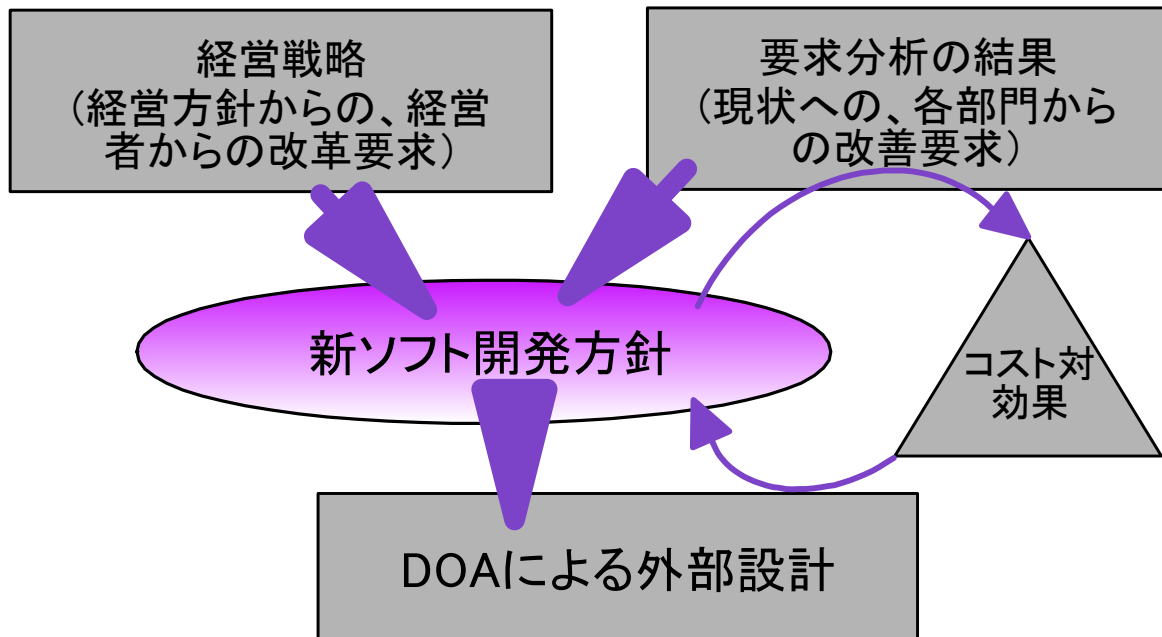 経営戦略
（経営方針からの、経営
者からの改革要求）
要求分析の結果
（現状への、各部門から
の改善要求）
新ソフト開発方針
コスト対
効果
DOAによる外部設計